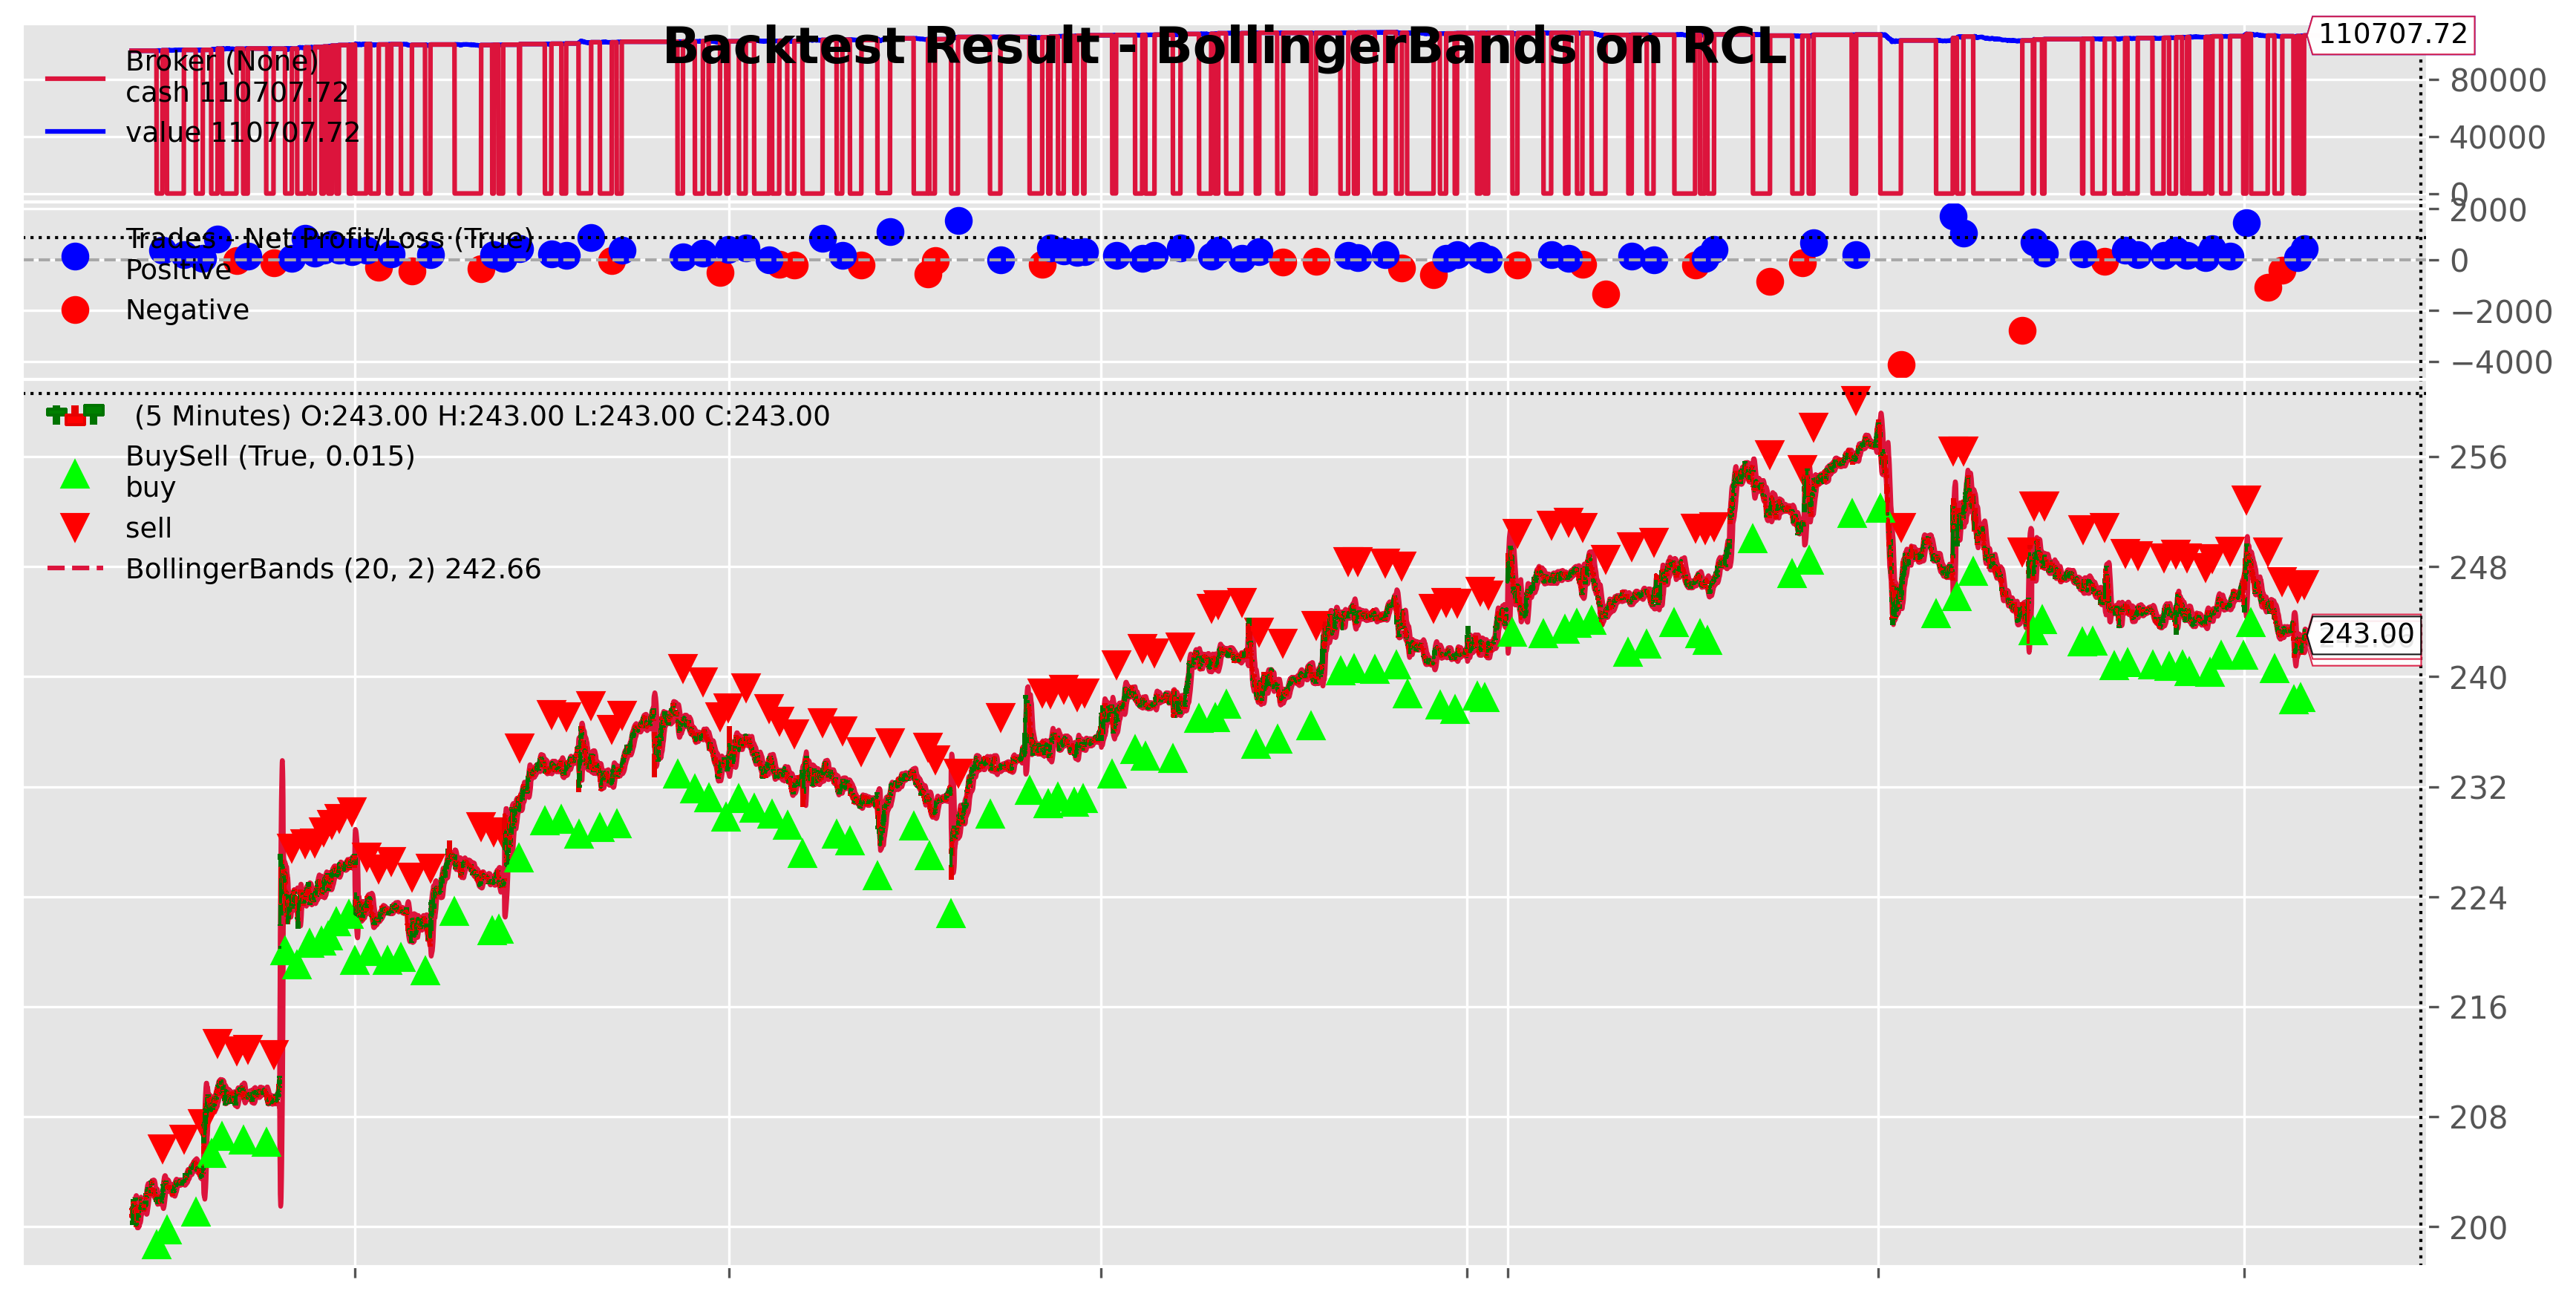 Backtest Result - BollingerBands on RCL
110707.72
Broker (None)
cash 110707.72
value 110707.72
80000
40000
0
Trades - Net Profit/Loss (True)
Positive
Negative
2000
0
−2000
−4000
(5 Minutes) O:243.00 H:243.00 L:243.00 C:243.00
BuySell (True, 0.015)
buy
sell
BollingerBands (20, 2) 242.66
256
248
243.00
240
232
224
216
208
200